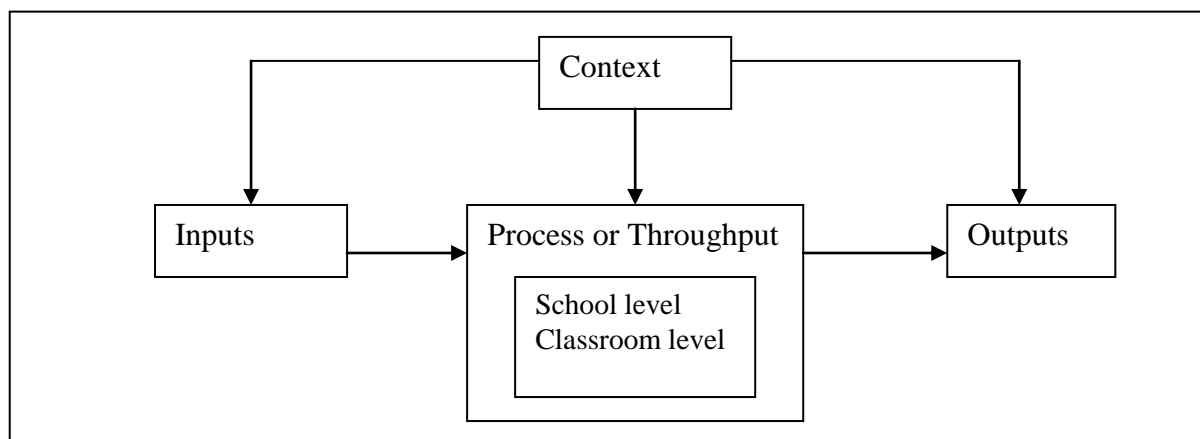 Context
Inputs
Process or Throughput
Outputs
School level
Classroom level